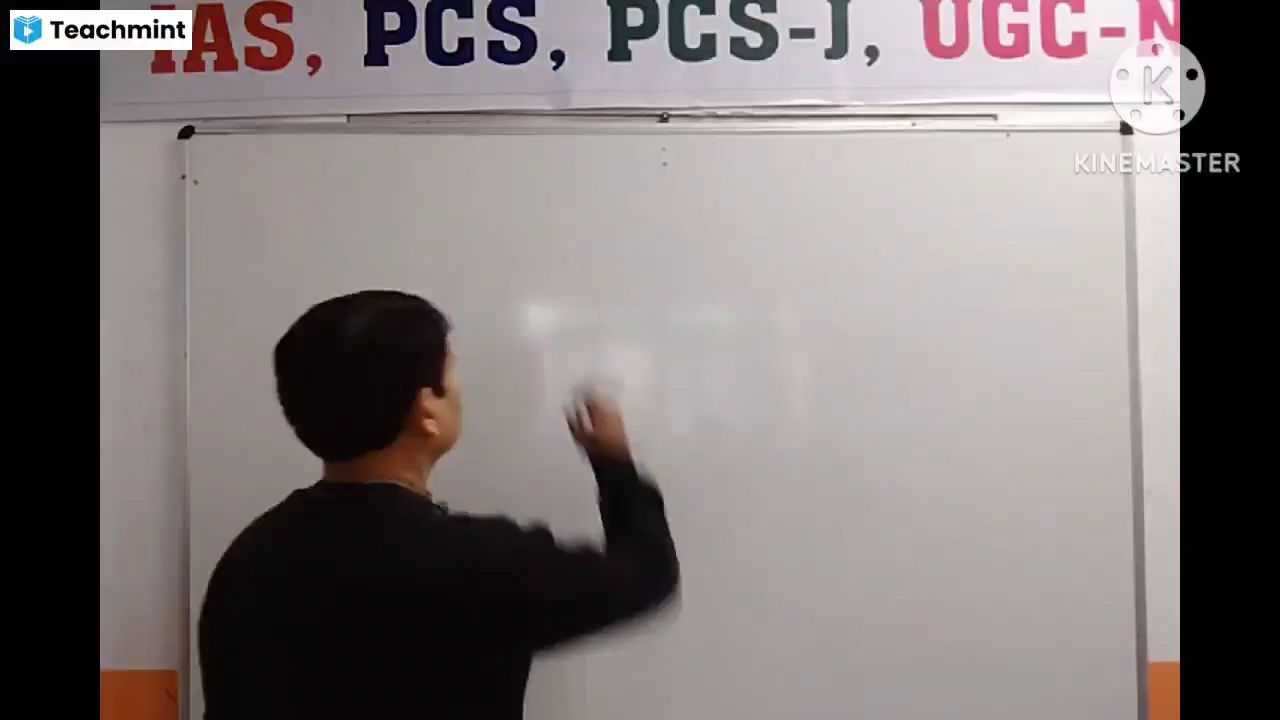 Teachmint
IAS, PCS, PCS-J, UGC-N
K
KINEMASTER